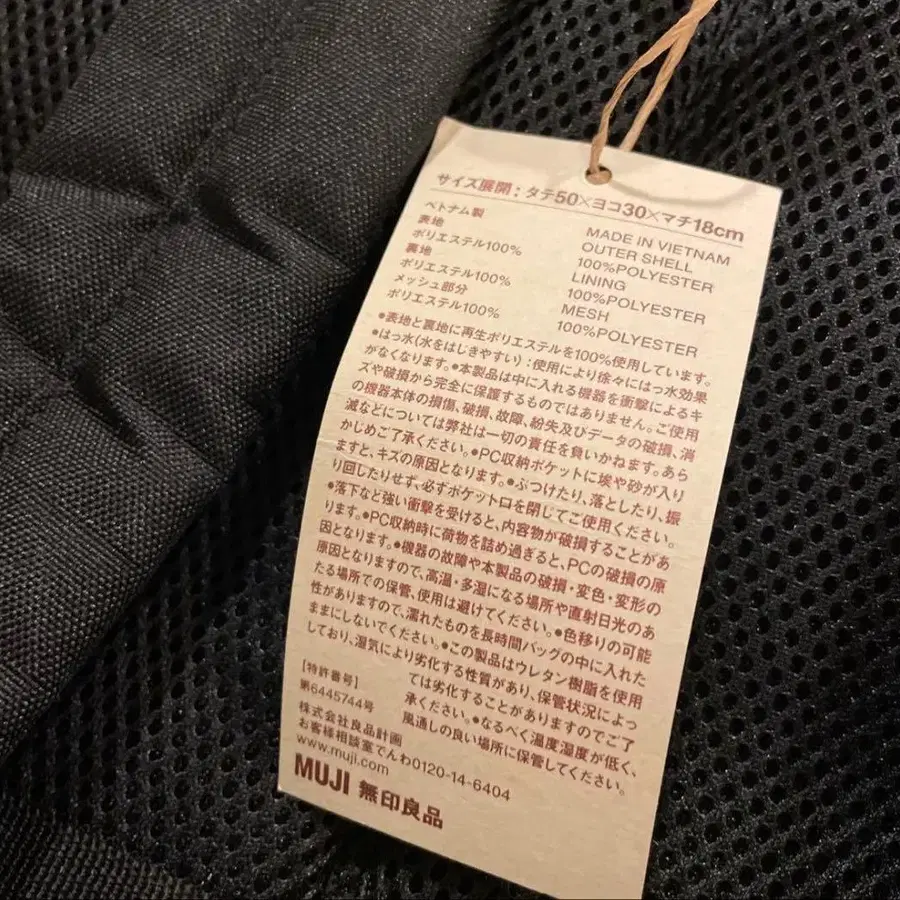 サイズ展開：タテ50×ヨコ30×マチ18cm
ベトナム製
表地
ポリエステル100%
裏地
ポリエステル100%
メッシュ部分
ポリエステル100%
MADE IN VIETNAM
OUTER SHELL
100%POLYESTER
LINING
100%POLYESTER
MESH
100%POLYESTER
●表地と裏地に再生ポリエステルを100%使用しています。
●はっ水(水をはじきやすい)：使用により徐々にはっ水効果
がなくなります。●本製品は中に入れる機器を衝撃によるキ
ズや破損から完全に保護するものではありません。ご使用
の機器本体の損傷、破損、故障、紛失及びデータの破損、消
滅などについては弊社は一切の責任を負いかねます。あら
かじめご了承ください。●PC収納ポケットに埃や砂が入り
ますと、キズの原因となります。●ぶつけたり、落としたり、振
り回したりせず、必ずポケット口を閉じてご使用ください。
●落下など強い衝撃を受けると、内容物が破損することがあ
ります。●PC収納時に荷物を詰め過ぎると、PCの破損の原
因となります。●機器の故障や本製品の破損・変色・変形の
原因となりますので、高温・多湿になる場所や直射日光のあ
たる場所での保管、使用は避けてください。●色移りの可能
性がありますので、濡れたものを長時間バッグの中に入れた
ままにしないでください。●この製品はウレタン樹脂を使用
しており、湿気により劣化する性質があり、保管状況によっ
ては劣化することがありますのでご了
承ください。●なるべく温度湿度が低く、
風通しの良い場所に保管してください。
[特許番号]
第6445744号
株式会社良品計画
お客様相談室でんわ0120-14-6404
www.muji.com
MUJI 無印良品